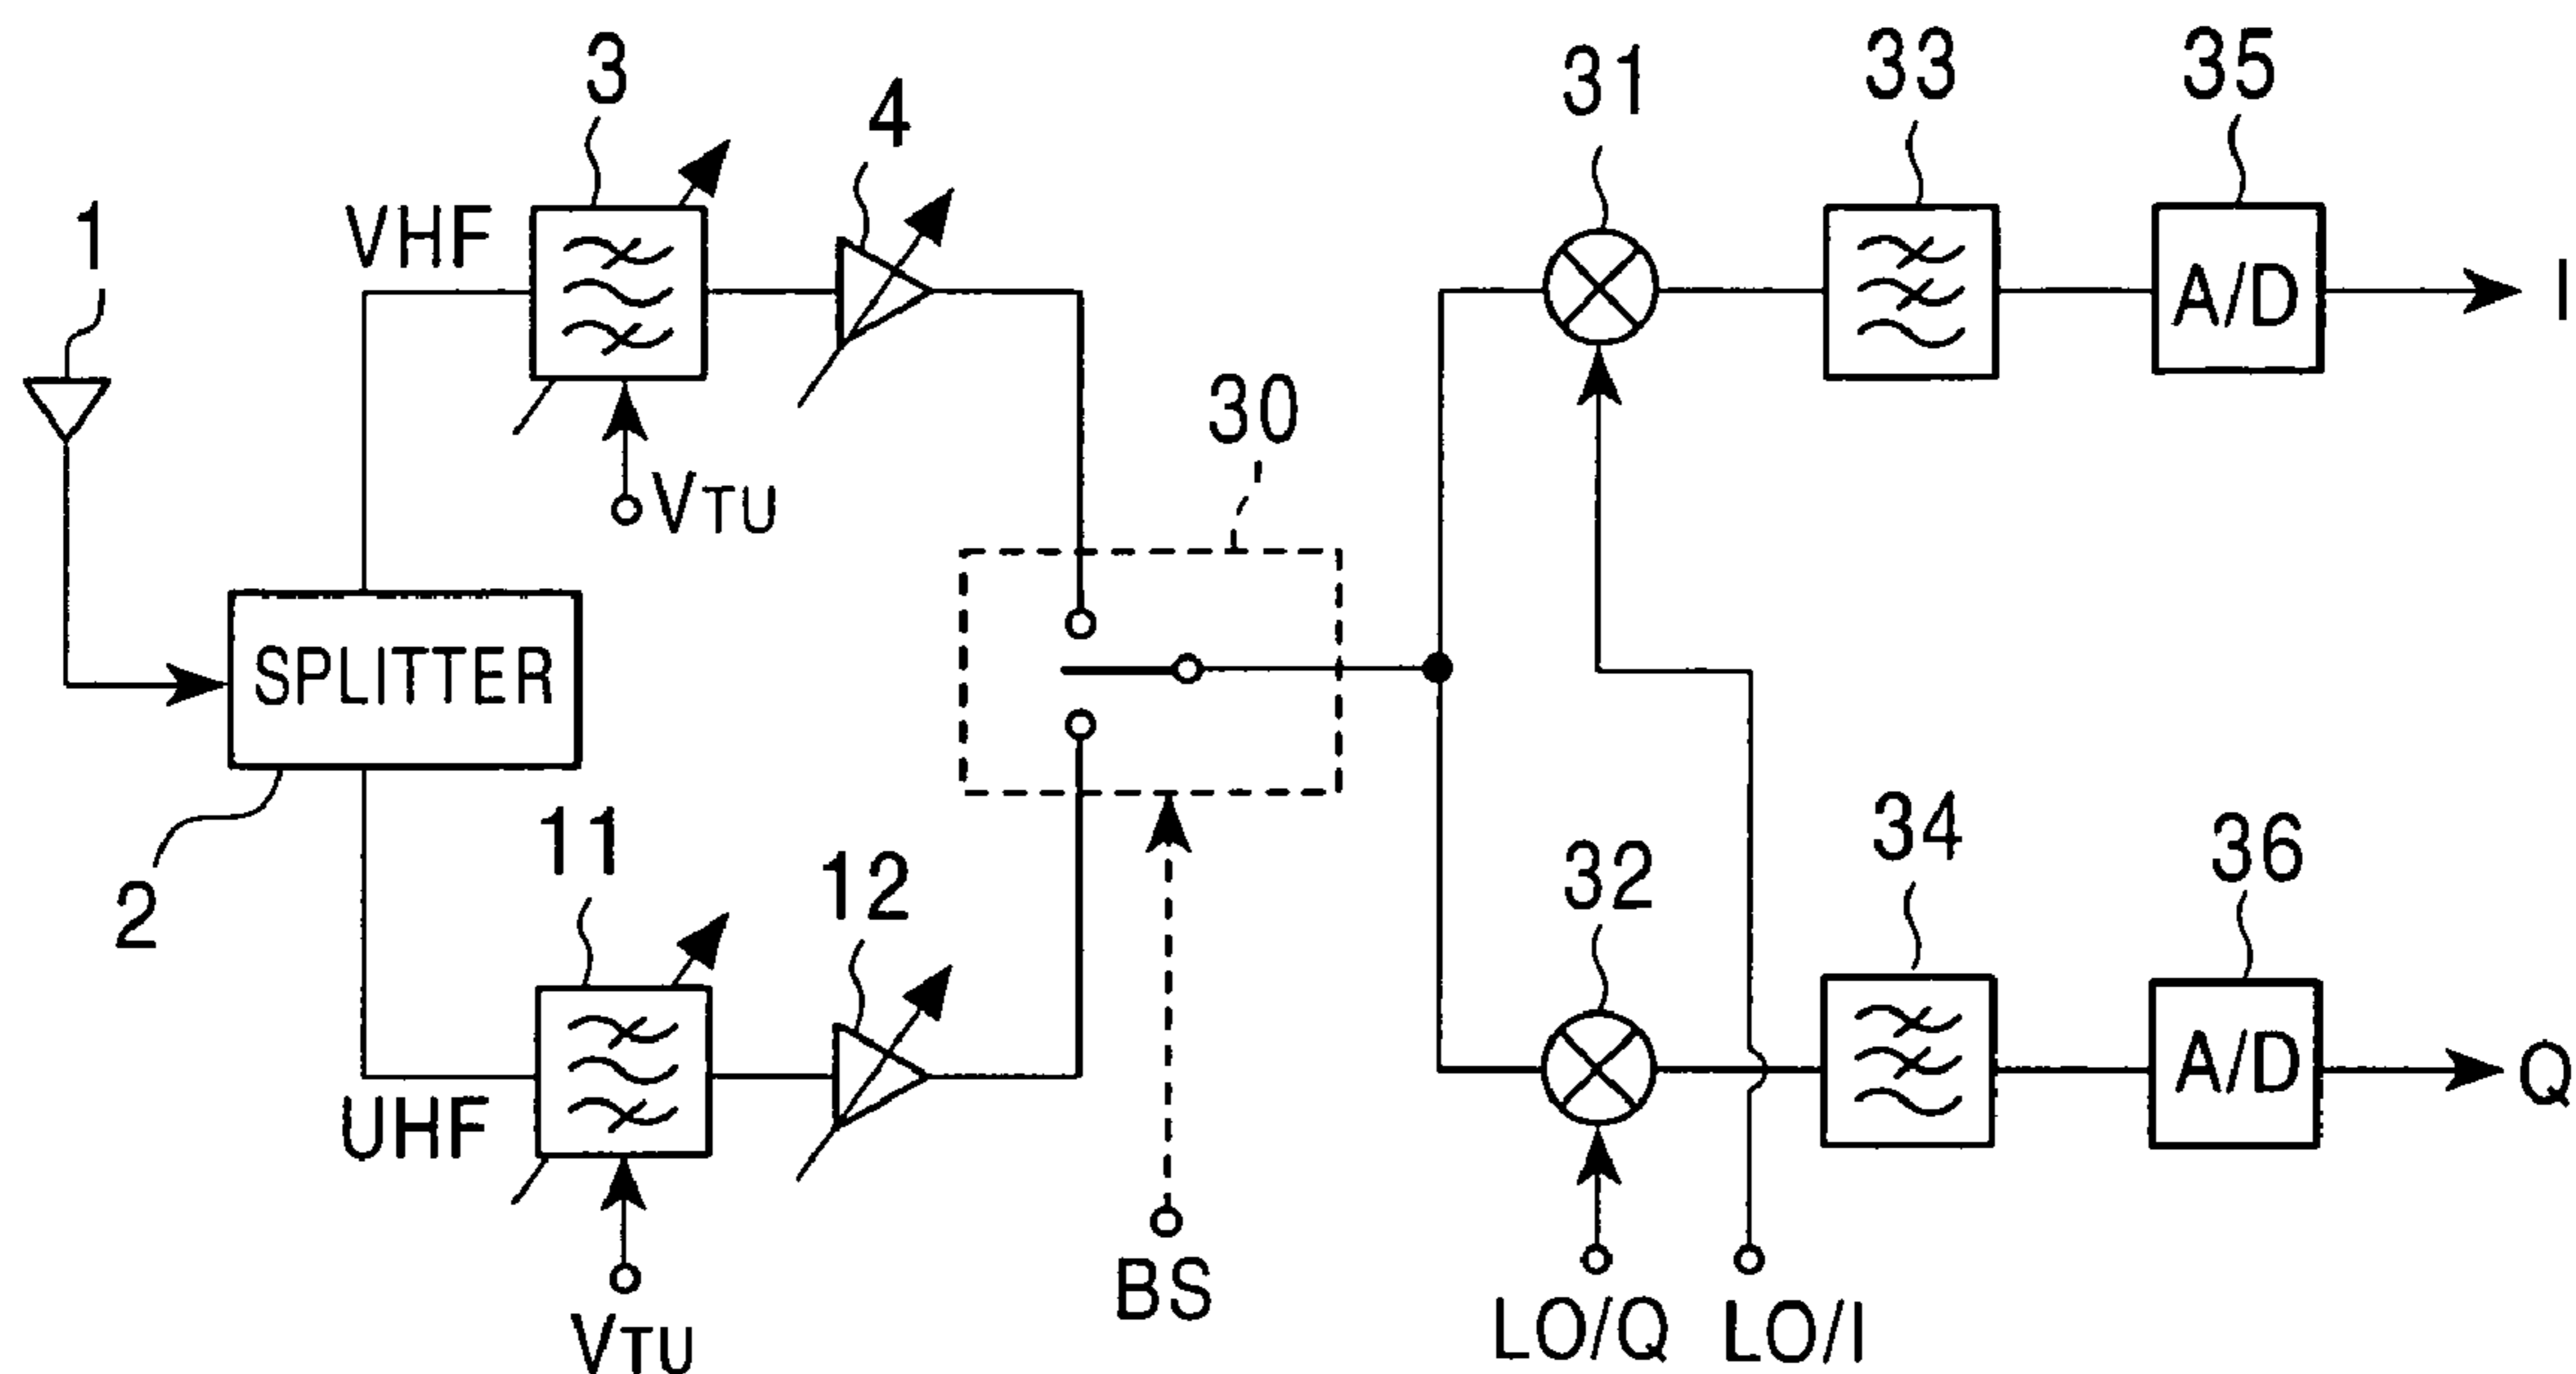 3
31
33
35
4
1
VHF
A/D
I
30
VTU
SPLITTER
11
12
32
34
36
2
A/D
Q
UHF
BS
VTU
LO/Q
LO/I